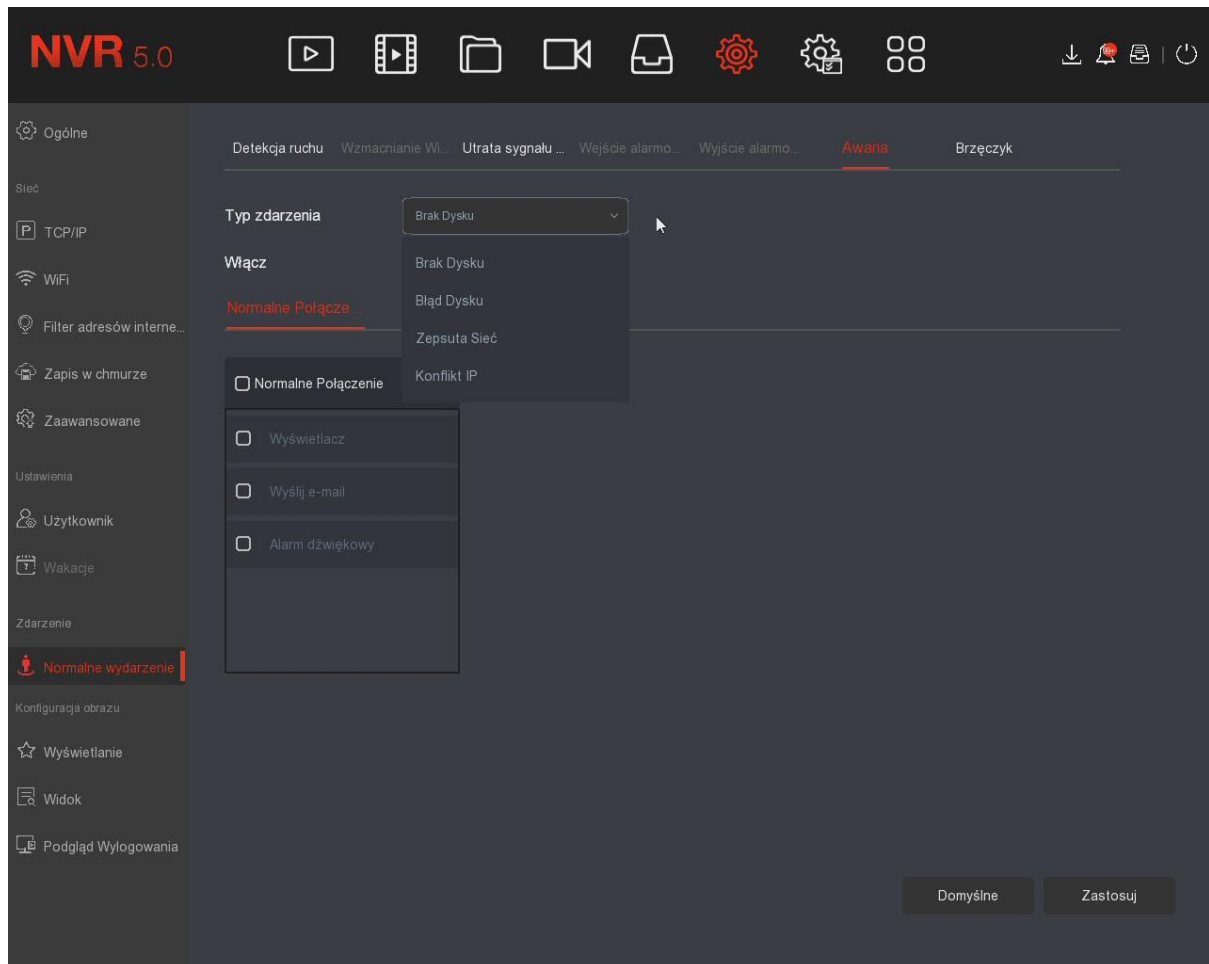 NVR 5.0
99+
Ogólne
Sieć
P TCP/IP
WiFi
Filter adresów interne...
Zapis w chmurze
Zaawansowane
Ustawienia
Użytkownik
Wakacje
Zdarzenie
Normalne wydarzenie
Konfiguracja obrazu
Wyświetlanie
Widok
Podgląd Wylogowania
Detekcja ruchu Wzmacnianie Wi... Utrata sygnału ... Wejście alarmo... Wyjście alarmo... Awaria Brzęczyk
Typ zdarzenia Brak Dysku
Włącz
Brak Dysku
Błąd Dysku
Zepsuta Sieć
Konflikt IP
Normalne Połącze...
Normalne Połączenie
Wyświetlacz
Wyślij e-mail
Alarm dźwiękowy
Domyślne Zastosuj